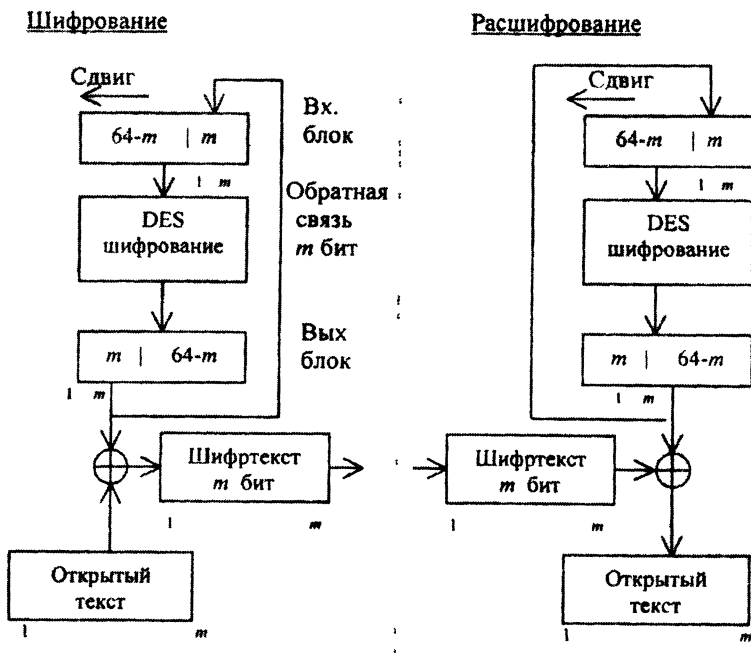 Шифрование
Сдвиг
64-m | m
1 m
Вх.
блок
DES
шифрование
Обратная
связь
m бит
m | 64-m
1 m
Вых
блок
Шифртекст
m бит
1 m
Открытый
текст
1 m
Расшифрование
Сдвиг
64-m | m
1 m
DES
шифрование
m | 64-m
1 m
Шифртекст
m бит
1 m
Открытый
текст
1 m